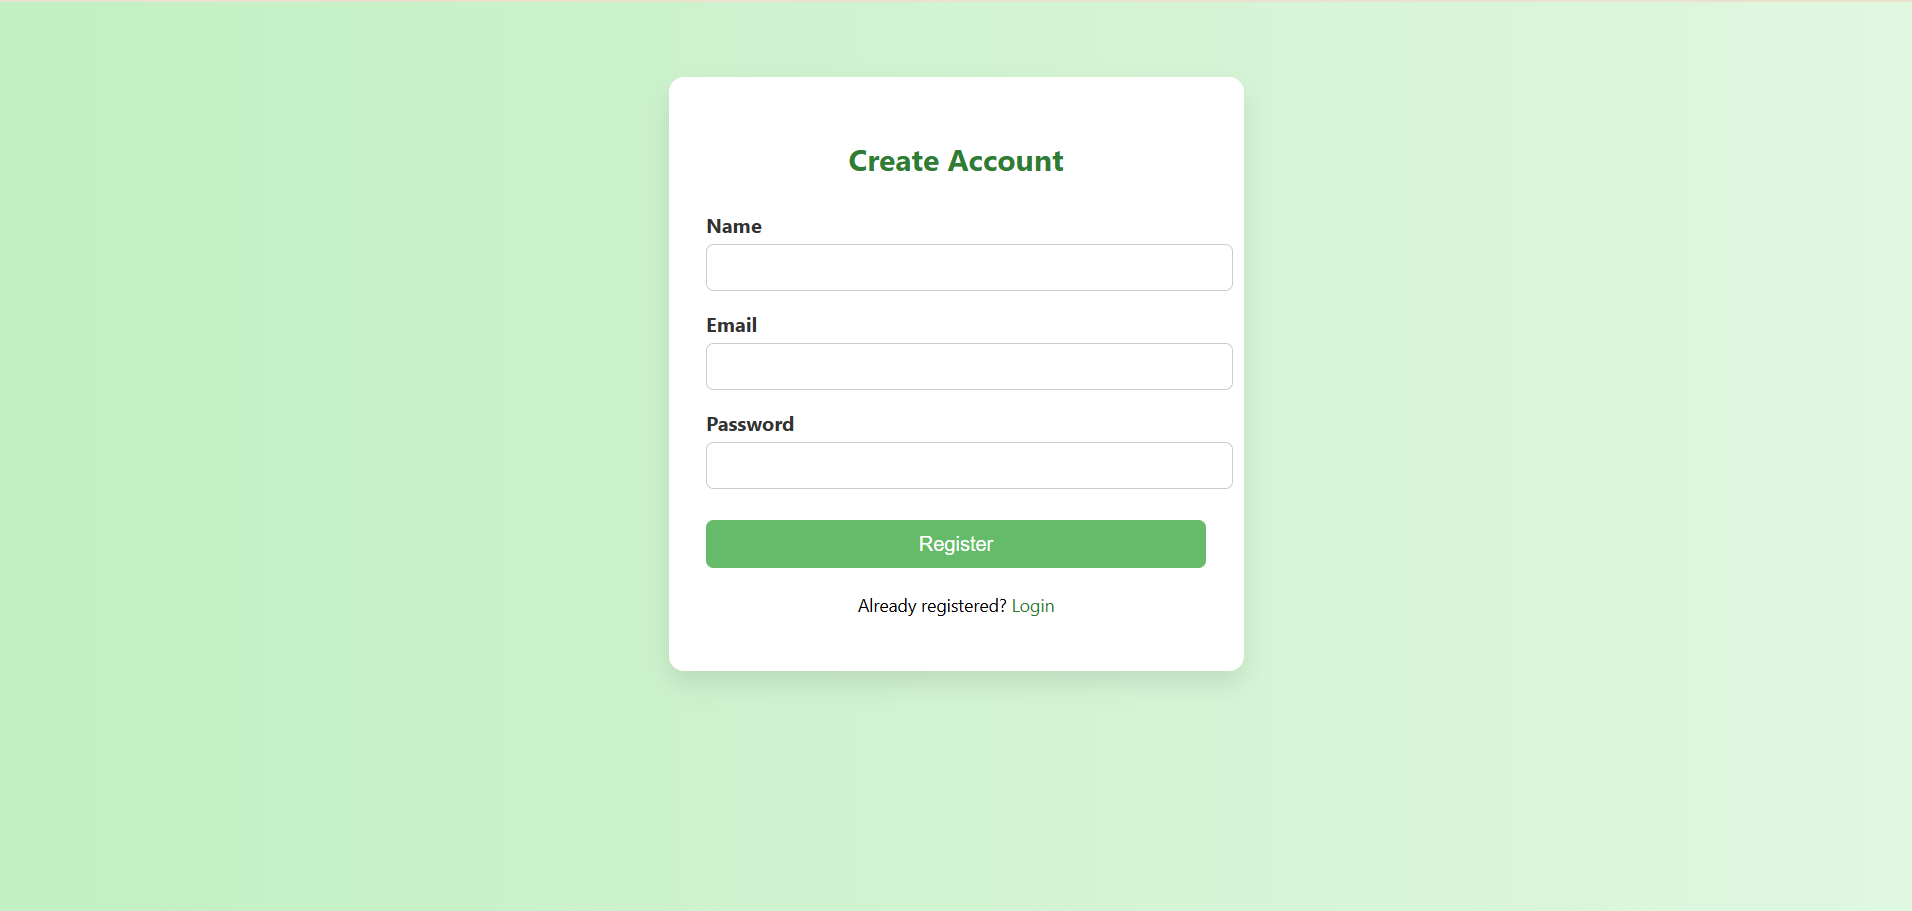 Create Account
Name
Email
Password
Register
Already registered? Login